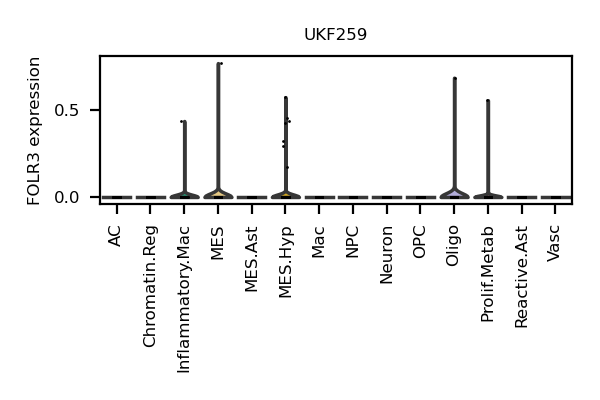 UKF259
FOLR3 expression
0.5
0.0
AC
Chromatin.Reg
Inflammatory.Mac
MES
MES.Ast
MES.Hyp
Mac
NPC
Neuron
OPC
Oligo
Prolif.Metab
Reactive.Ast
Vasc